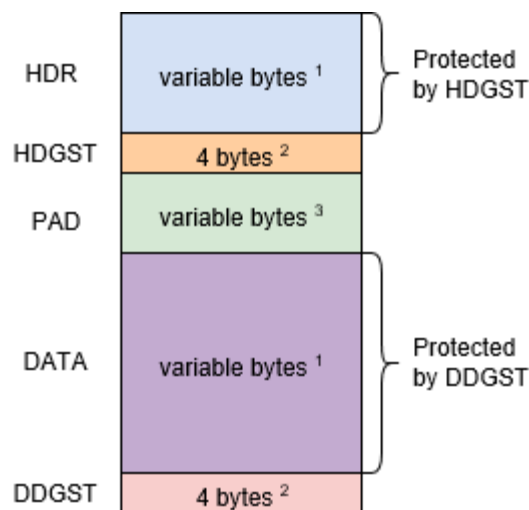 HDR
variable bytes 1
Protected
by HDGST
HDGST
4 bytes 2
PAD
variable bytes 3
DATA
variable bytes 1
Protected
by DDGST
DDGST
4 bytes 2